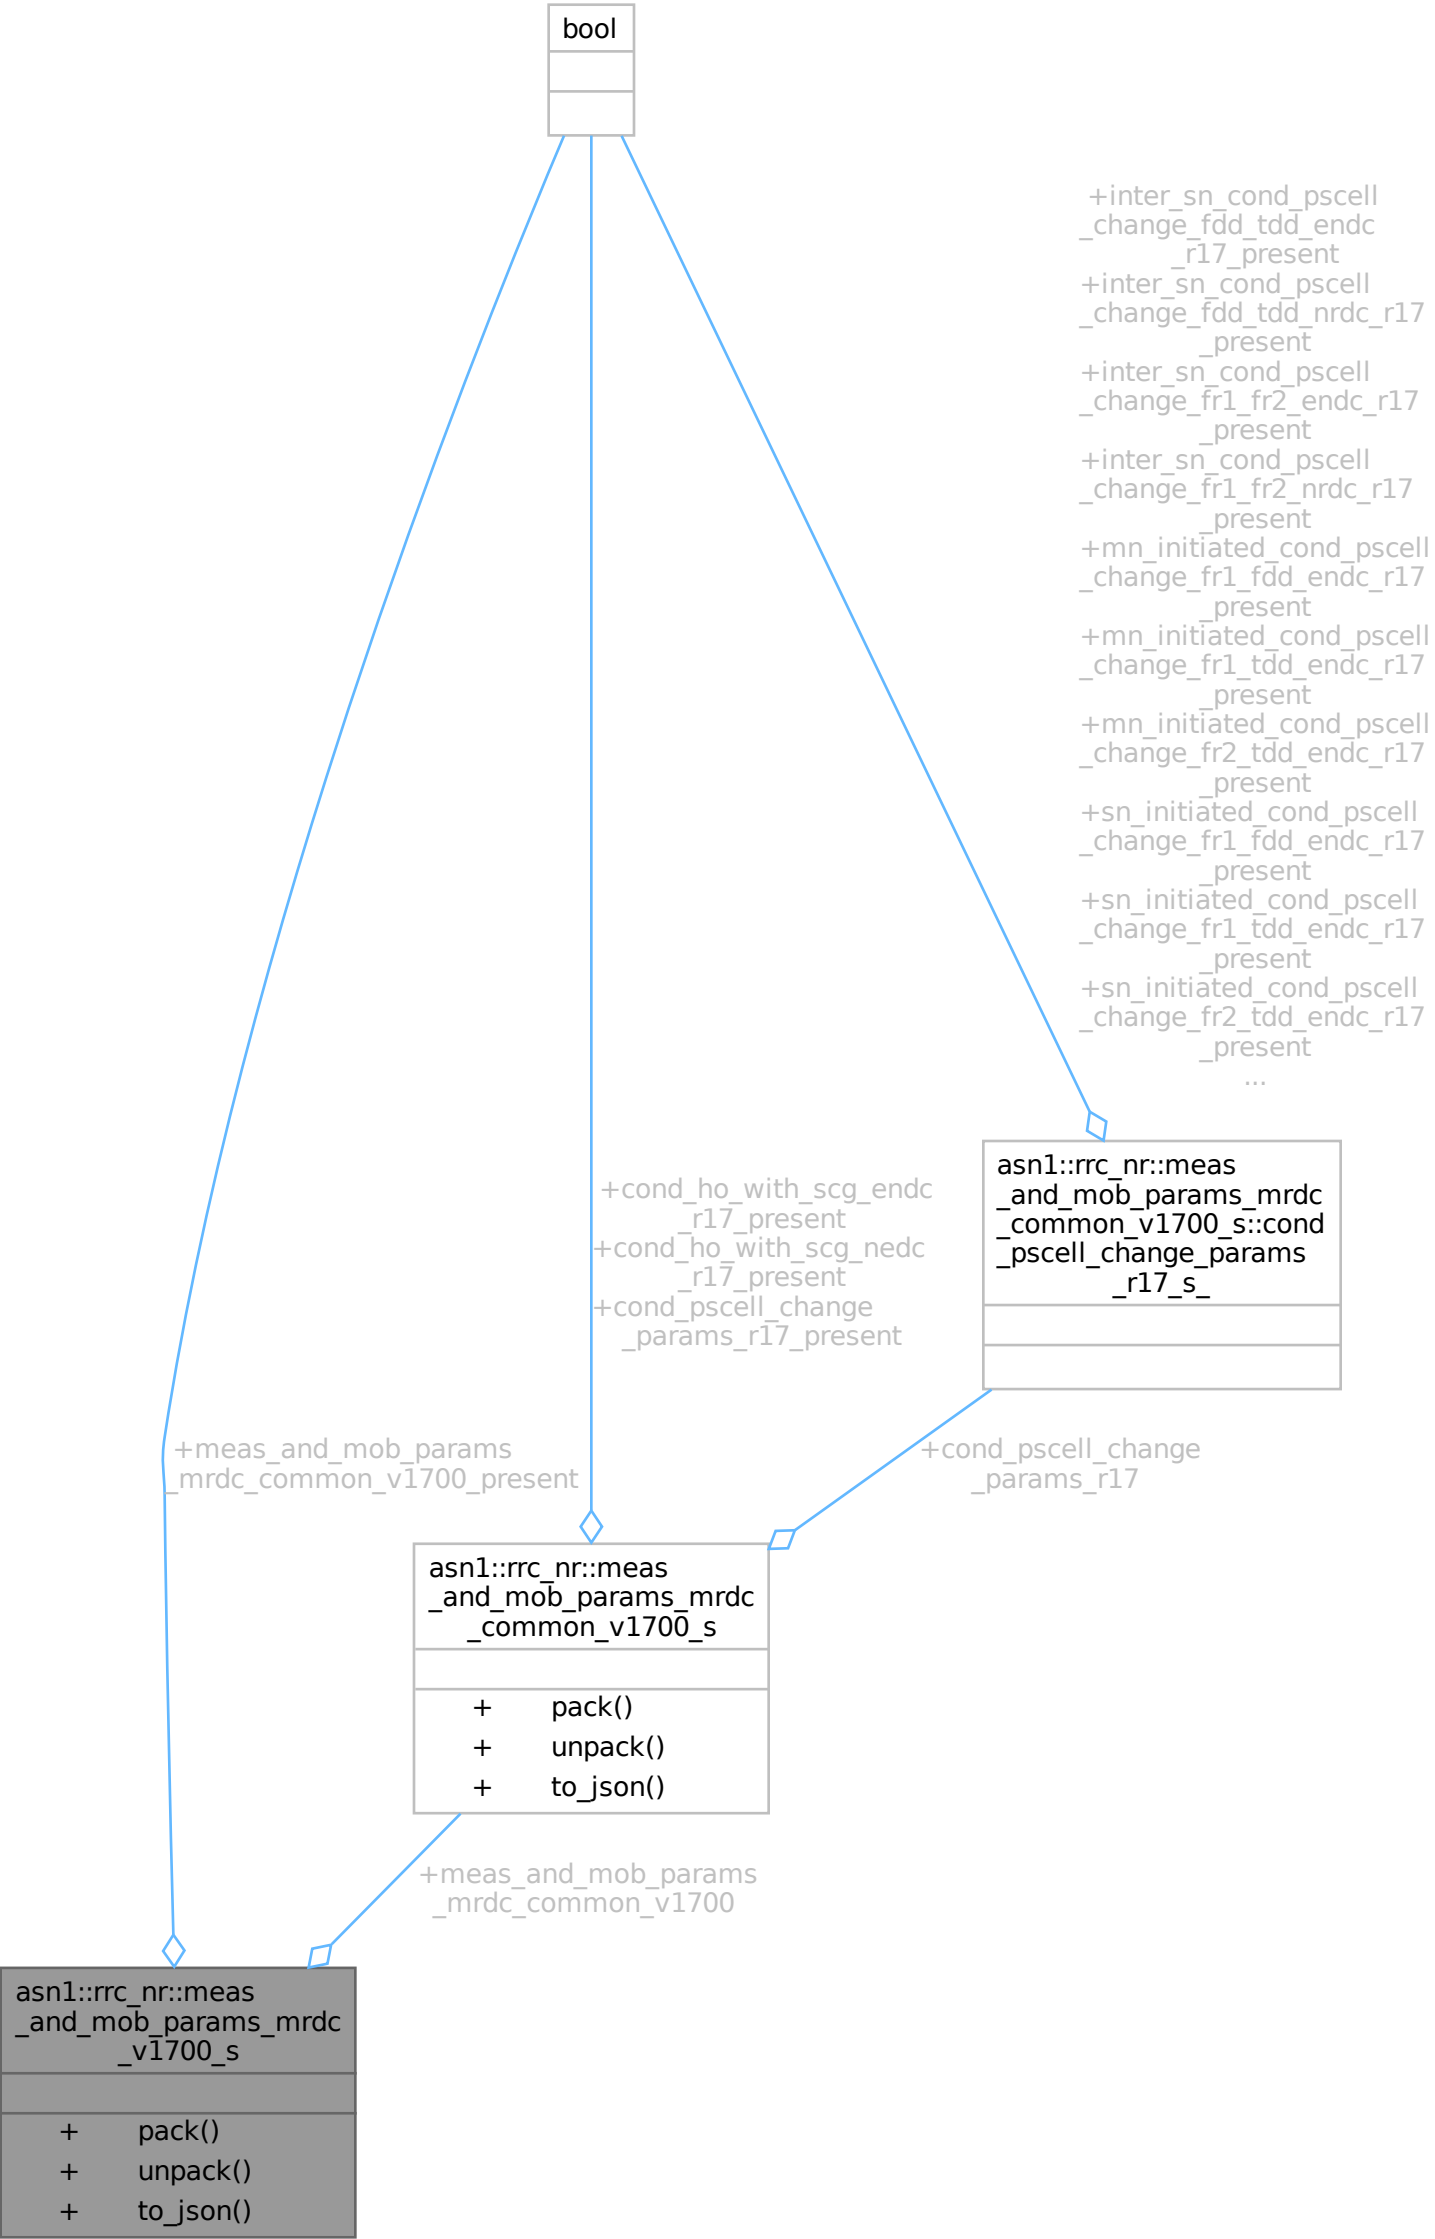 bool
+inter_sn_cond_pscell
_change_fdd_tdd_endc
_r17_present
+inter_sn_cond_pscell
_change_fdd_tdd_nrdc_r17
_present
+inter_sn_cond_pscell
_change_fr1_fr2_endc_r17
_present
+inter_sn_cond_pscell
_change_fr1_fr2_nrdc_r17
_present
+mn_initiated_cond_pscell
_change_fr1_fdd_endc_r17
_present
+mn_initiated_cond_pscell
_change_fr1_tdd_endc_r17
_present
+mn_initiated_cond_pscell
_change_fr2_tdd_endc_r17
_present
+sn_initiated_cond_pscell
_change_fr1_fdd_endc_r17
_present
+sn_initiated_cond_pscell
_change_fr1_tdd_endc_r17
_present
+sn_initiated_cond_pscell
_change_fr2_tdd_endc_r17
_present
...
asn1::rrc_nr::meas
_and_mob_params_mrdc
_common_v1700_s::cond
_pscell_change_params
_r17_s_
+cond_ho_with_scg_endc
_r17_present
+cond_ho_with_scg_nedc
_r17_present
+cond_pscell_change
_params_r17_present
+meas_and_mob_params
_mrdc_common_v1700_present
+cond_pscell_change
_params_r17
asn1::rrc_nr::meas
_and_mob_params_mrdc
_common_v1700_s
+ pack()
+ unpack()
+ to_json()
+meas_and_mob_params
_mrdc_common_v1700
asn1::rrc_nr::meas
_and_mob_params_mrdc
_v1700_s
+ pack()
+ unpack()
+ to_json()